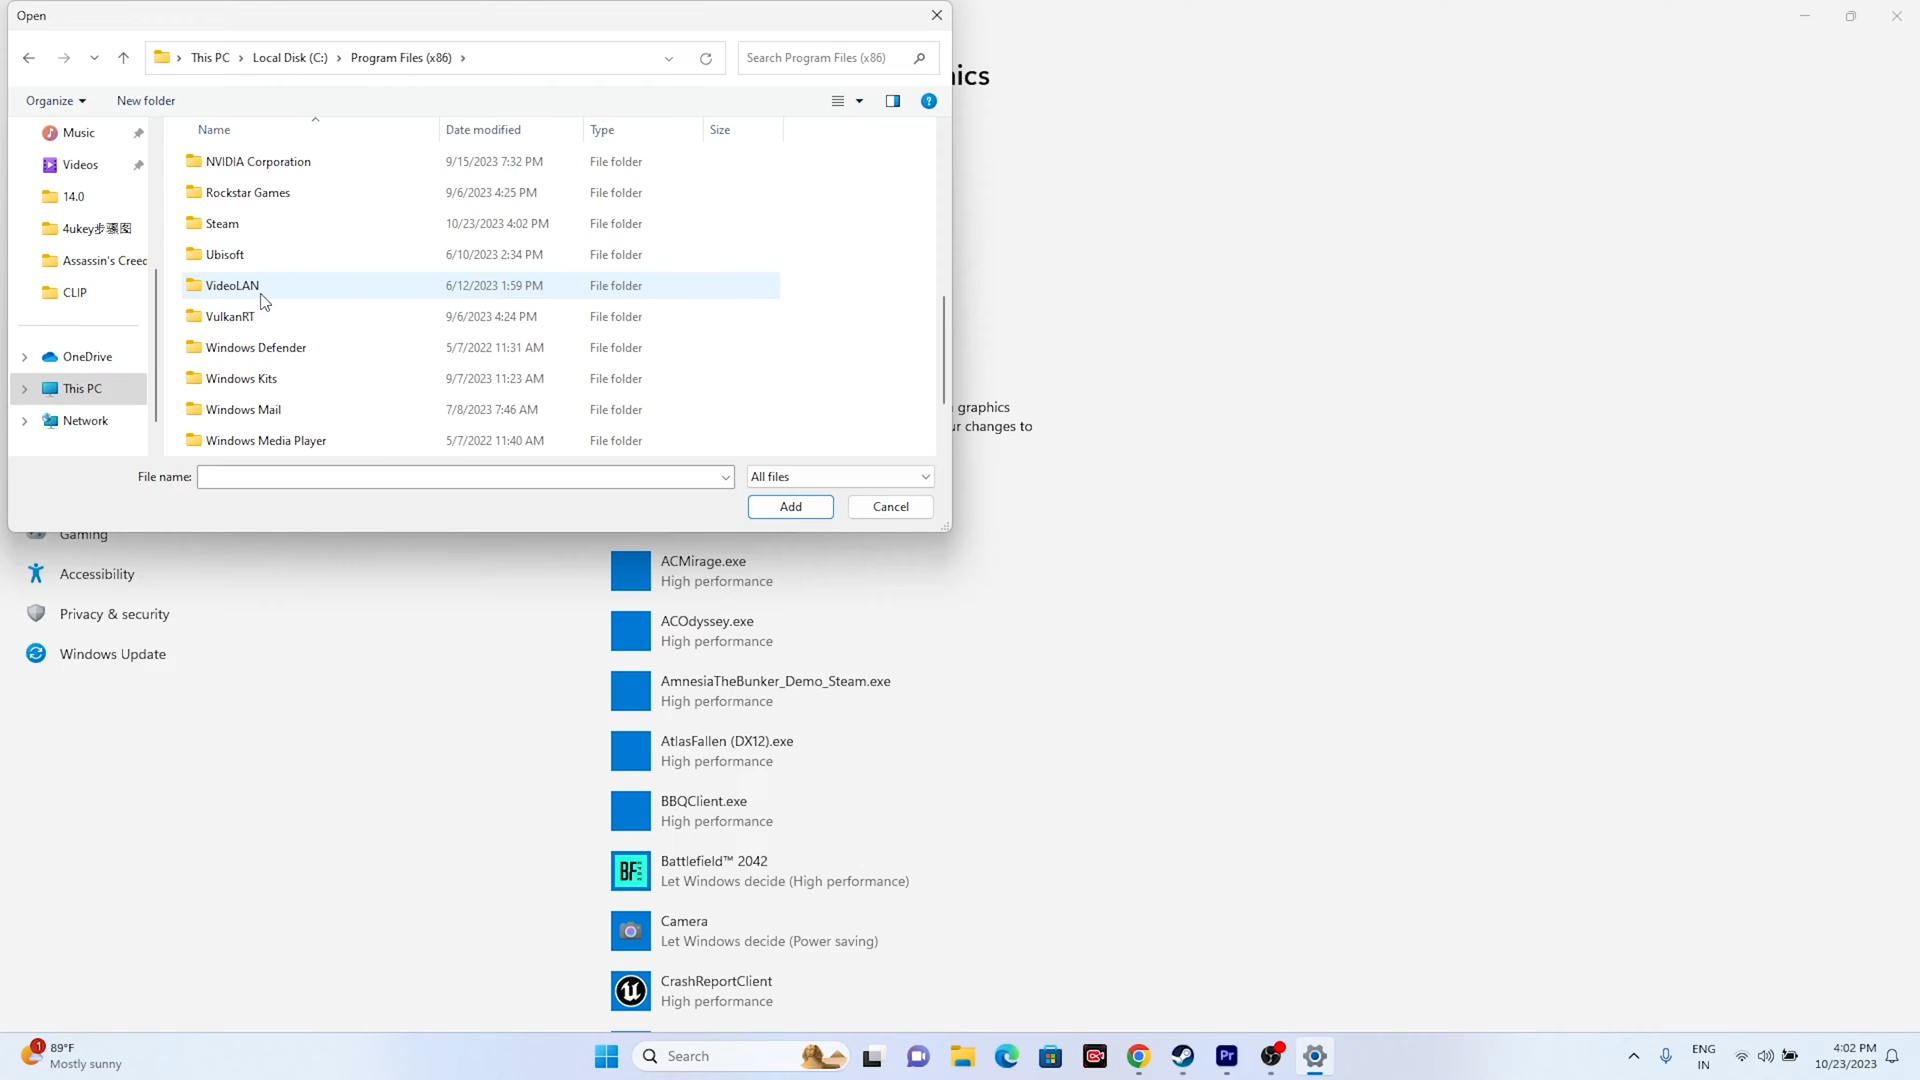 Open
This PC > Local Disk (C:) > Program Files (x86) >
Search Program Files (x86)
ics
Organize
New folder
?
Music
Videos
14.0
4ukey步骤图
Assassin's Creed
CLIP
OneDrive
This PC
Network
Name Date modified Type Size
NVIDIA Corporation 9/15/2023 7:32 PM File folder
Rockstar Games 9/6/2023 4:25 PM File folder
Steam 10/23/2023 4:02 PM File folder
Ubisoft 6/10/2023 2:34 PM File folder
VideoLAN 6/12/2023 1:59 PM File folder
VulkanRT 9/6/2023 4:24 PM File folder
Windows Defender 5/7/2022 11:31 AM File folder
Windows Kits 9/7/2023 11:23 AM File folder
Windows Mail 7/8/2023 7:46 AM File folder
Windows Media Player 5/7/2022 11:40 AM File folder
graphics
ur changes to
File name:
All files
Add
Cancel
Gaming
Accessibility
Privacy & security
Windows Update
ACMirage.exe
High performance
ACOdyssey.exe
High performance
AmnesiaTheBunker_Demo_Steam.exe
High performance
AtlasFallen (DX12).exe
High performance
BBQClient.exe
High performance
BF
Battlefield™ 2042
Let Windows decide (High performance)
Camera
Let Windows decide (Power saving)
CrashReportClient
High performance
1
89°F
Mostly sunny
Search
Pr
ENG
IN
4:02 PM
10/23/2023